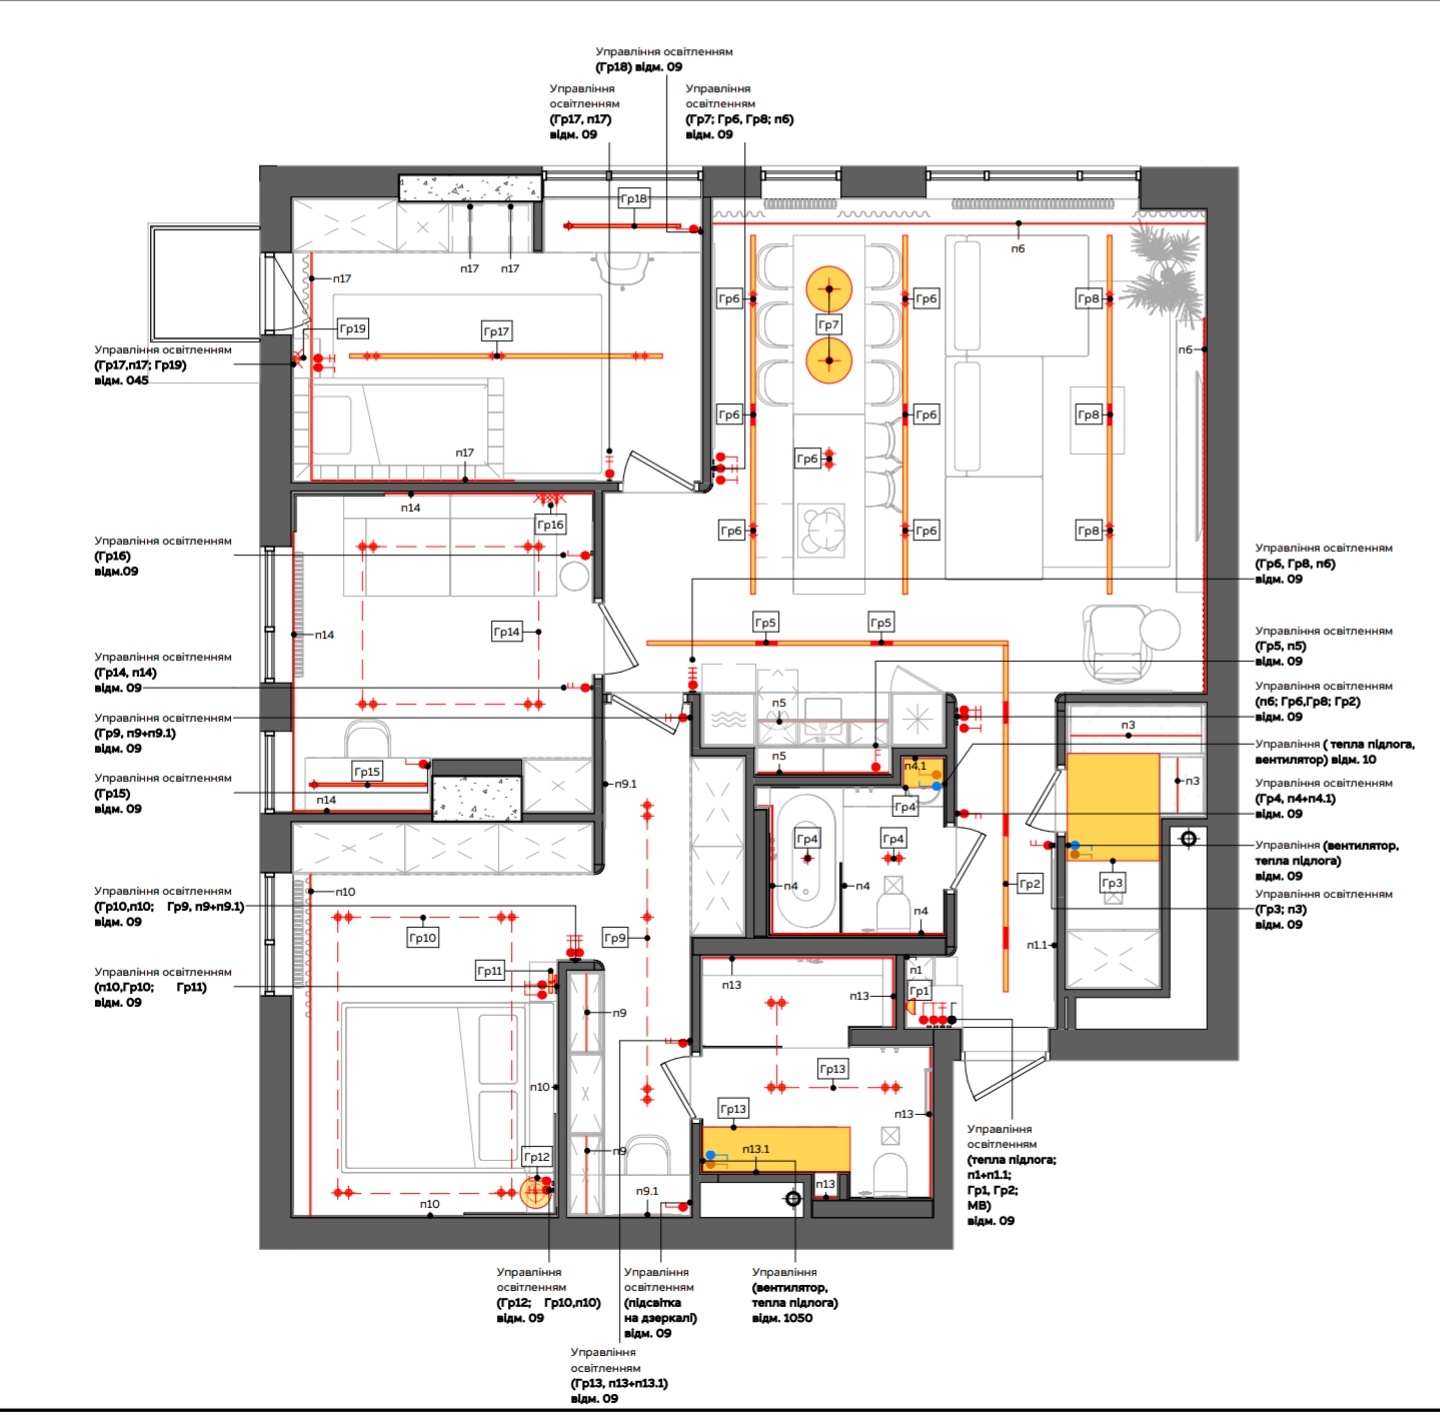 Управління освітленням
(Гр18) відм. 09
Управління
освітленням
(Гр17, п17)
відм. 09
Управління
освітленням
(Гр7; Гр6, Гр8; п6)
відм. 09
Гр18
п17
п17
п17
Гр19
Гр17
п17
Управління освітленням
(Гр17,п17; Гр19)
відм. 045
п6
Гр6
Гр6
Гр8
Гр7
п6
Гр6
Гр6
Гр8
Гр6
Гр6
Гр6
Гр8
п14
Гр16
Управління освітленням
(Гр16)
відм.09
Гр14
п14
Управління освітленням
(Гр14, п14)
відм. 09
Управління освітленням
(Гр9, п9+п9.1)
відм. 09
Управління освітленням
(Гр15)
відм. 09
Гр15
п14
Гр5
Гр5
Управління освітленням
(Гр6, Гр8, п6)
відм. 09
Управління освітленням
(Гр5, п5)
відм. 09
Управління освітленням
(п6; Гр6,Гр8; Гр2)
відм. 09
Управління ( тепла підлога,
вентилятор) відм. 10
Управління освітленням
(Гр4, п4+п4.1)
відм. 09
Управління (вентилятор,
тепла підлога)
відм. 09
Управління освітленням
(Гр3; п3)
відм. 09
п5
п5
п4.1
Гр4
п3
п3
п9.1
Гр4
Гр4
п4
п4
п4
Гр2
Гр3
п1.1
Управління освітленням
(Гр10,п10; Гр9, п9+п9.1)
відм. 09
Управління освітленням
(п10,Гр10; Гр11)
відм. 09
п10
Гр10
Гр9
Гр11
п13
п13
п1
Гр1
п9
п10
Гр13
Гр13
п13
п9
Гр12
п13.1
п10
п9.1
п13
Управління
освітленням
(тепла підлога;
п1+п1.1;
Гр1, Гр2;
МВ)
відм. 09
Управління
освітленням
(Гр12; Гр10,п10)
відм. 09
Управління
освітленням
(підсвітка
на дзеркалі)
відм. 09
Управління
(вентилятор,
тепла підлога)
відм. 1050
Управління
освітленням
(Гр13, п13+п13.1)
відм. 09